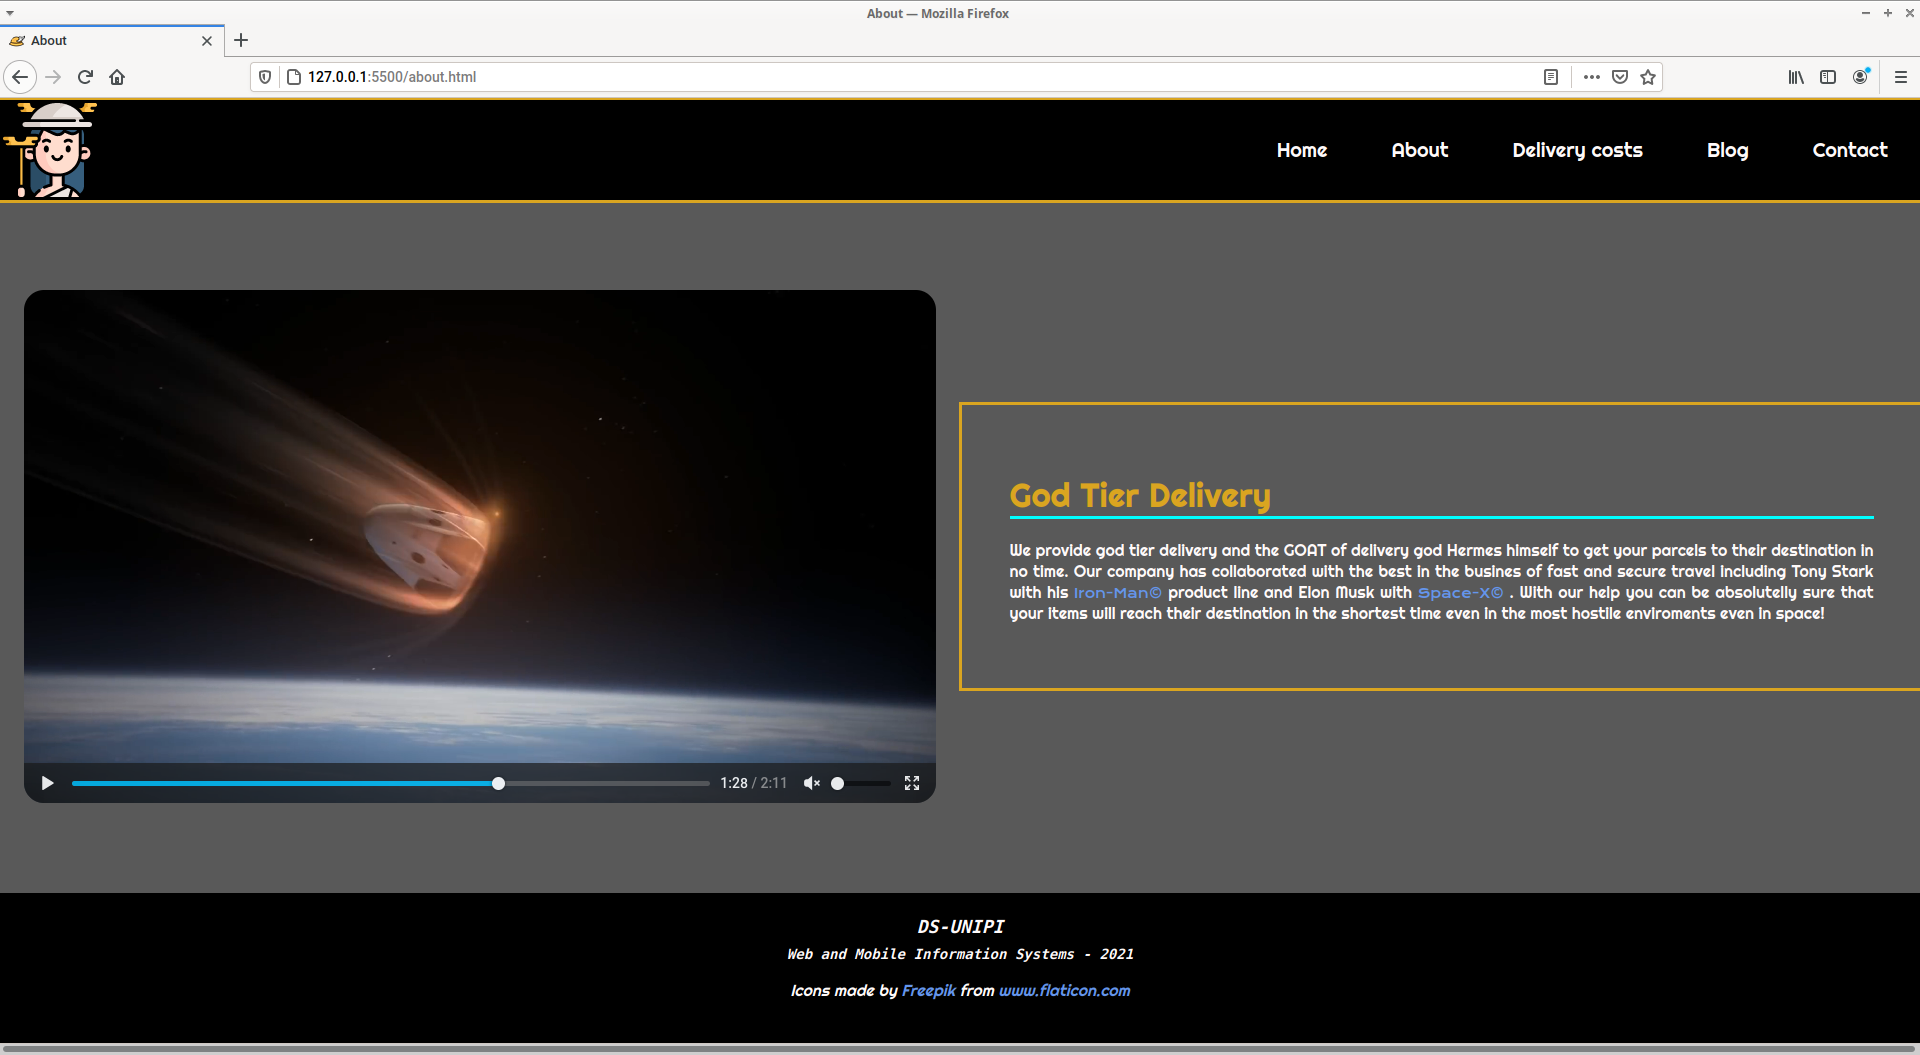 About — Mozilla Firefox
About
127.0.0.1:5500/about.html
Home About Delivery costs Blog Contact
God Tier Delivery
We provide god tier delivery and the GOAT of delivery god Hermes himself to get your parcels to their destination in
no time. Our company has collaborated with the best in the busines of fast and secure travel including Tony Stark
with his Iron-Man© product line and Elon Musk with Space-X© . With our help you can be absolutelly sure that
your items will reach their destination in the shortest time even in the most hostile enviroments even in space!
1:28 / 2:11
DS-UNIPI
Web and Mobile Information Systems - 2021
Icons made by Freepik from www.flaticon.com